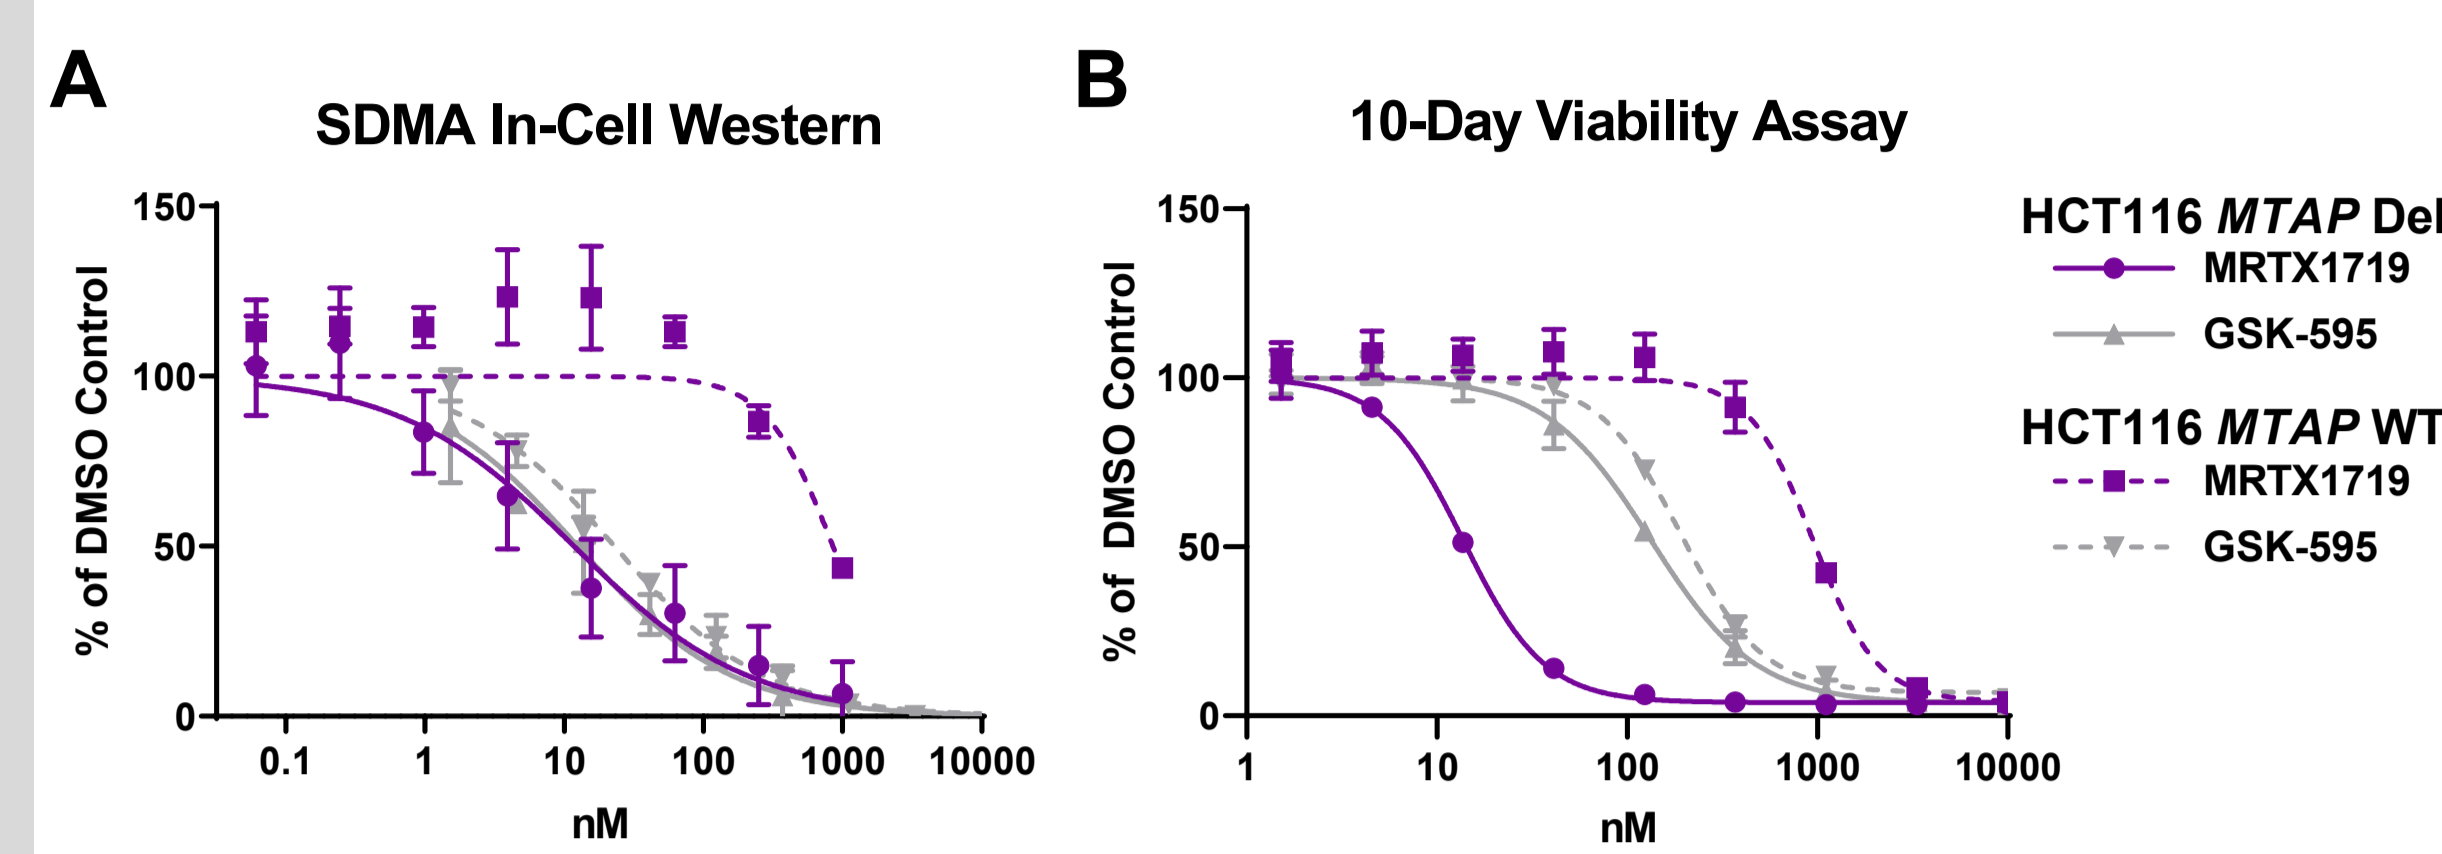 A
SDMA In-Cell Western
% of DMSO Control
150
100
50
0
0.1 1 10 100 1000 10000
nM
B
10-Day Viability Assay
% of DMSO Control
150
100
50
0
1 10 100 1000 10000
nM
HCT116 MTAP Del
MRTX1719
GSK-595
HCT116 MTAP WT
MRTX1719
GSK-595